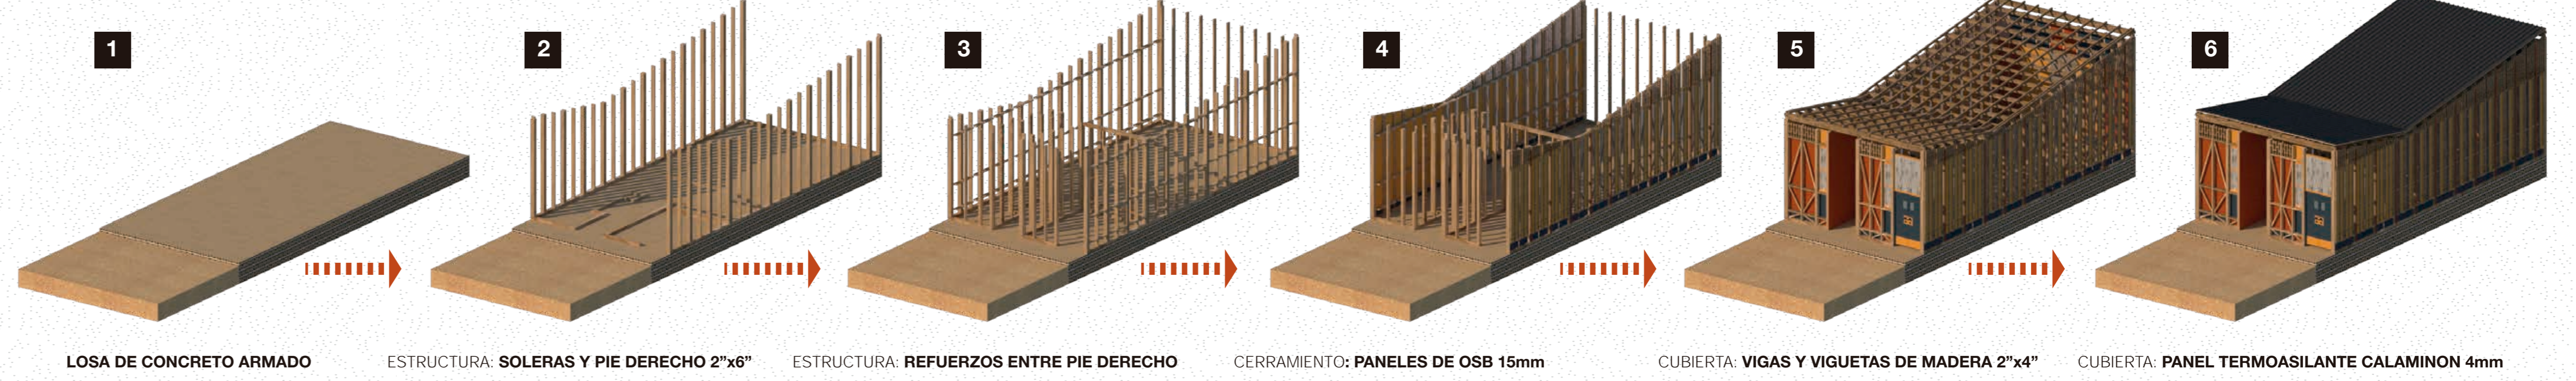 1
2
3
4
5
6
LOSA DE CONCRETO ARMADO
ESTRUCTURA: SOLERAS Y PIE DERECHO 2”x6”
ESTRUCTURA: REFUERZOS ENTRE PIE DERECHO
CERRAMIENTO: PANELES DE OSB 15mm
CUBIERTA: VIGAS Y VIGUETAS DE MADERA 2”x4”
CUBIERTA: PANEL TERMOASILANTE CALAMINON 4mm